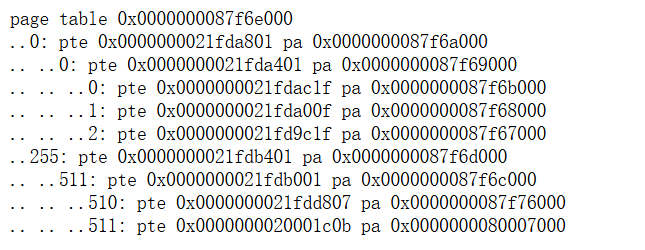 page table 0x0000000087f6e000
..0: pte 0x0000000021fda801 pa 0x0000000087f6a000
.. ..0: pte 0x0000000021fda401 pa 0x0000000087f69000
.. .. ..0: pte 0x0000000021fdac1f pa 0x0000000087f6b000
.. .. ..1: pte 0x0000000021fda00f pa 0x0000000087f68000
.. .. ..2: pte 0x0000000021fd9c1f pa 0x0000000087f67000
..255: pte 0x0000000021fdb401 pa 0x0000000087f6d000
.. ..511: pte 0x0000000021fdb001 pa 0x0000000087f6c000
.. .. ..510: pte 0x0000000021fdd807 pa 0x0000000087f76000
.. .. ..511: pte 0x0000000020001c0b pa 0x0000000080007000